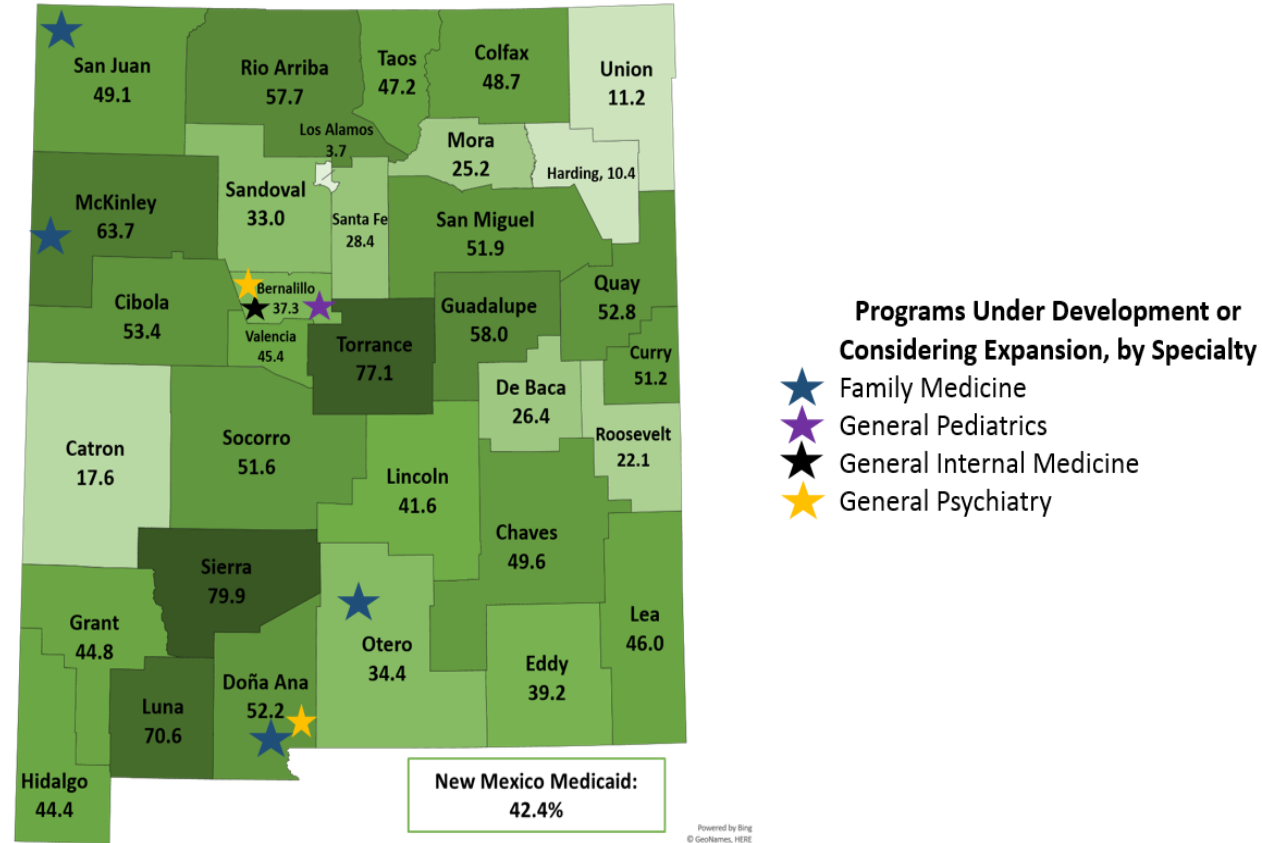 San Juan
49.1
Rio Arriba
57.7
Taos
47.2
Colfax
48.7
Union
11.2
Los Alamos
3.7
Mora
25.2
Harding, 10.4
McKinley
63.7
Sandoval
33.0
Santa Fe
28.4
San Miguel
51.9
Cibola
53.4
Bernalillo
37.3
Valencia
45.4
Torrance
77.1
Guadalupe
58.0
Quay
52.8
Curry
51.2
De Baca
26.4
Roosevelt
22.1
Catron
17.6
Socorro
51.6
Lincoln
41.6
Chaves
49.6
Sierra
79.9
Grant
44.8
Otero
34.4
Lea
46.0
Eddy
39.2
Doña Ana
52.2
Luna
70.6
Hidalgo
44.4
New Mexico Medicaid:
42.4%
Powered by Bing
© GeoNames, HERE
Programs Under Development or
Considering Expansion, by Specialty
Family Medicine
General Pediatrics
General Internal Medicine
General Psychiatry